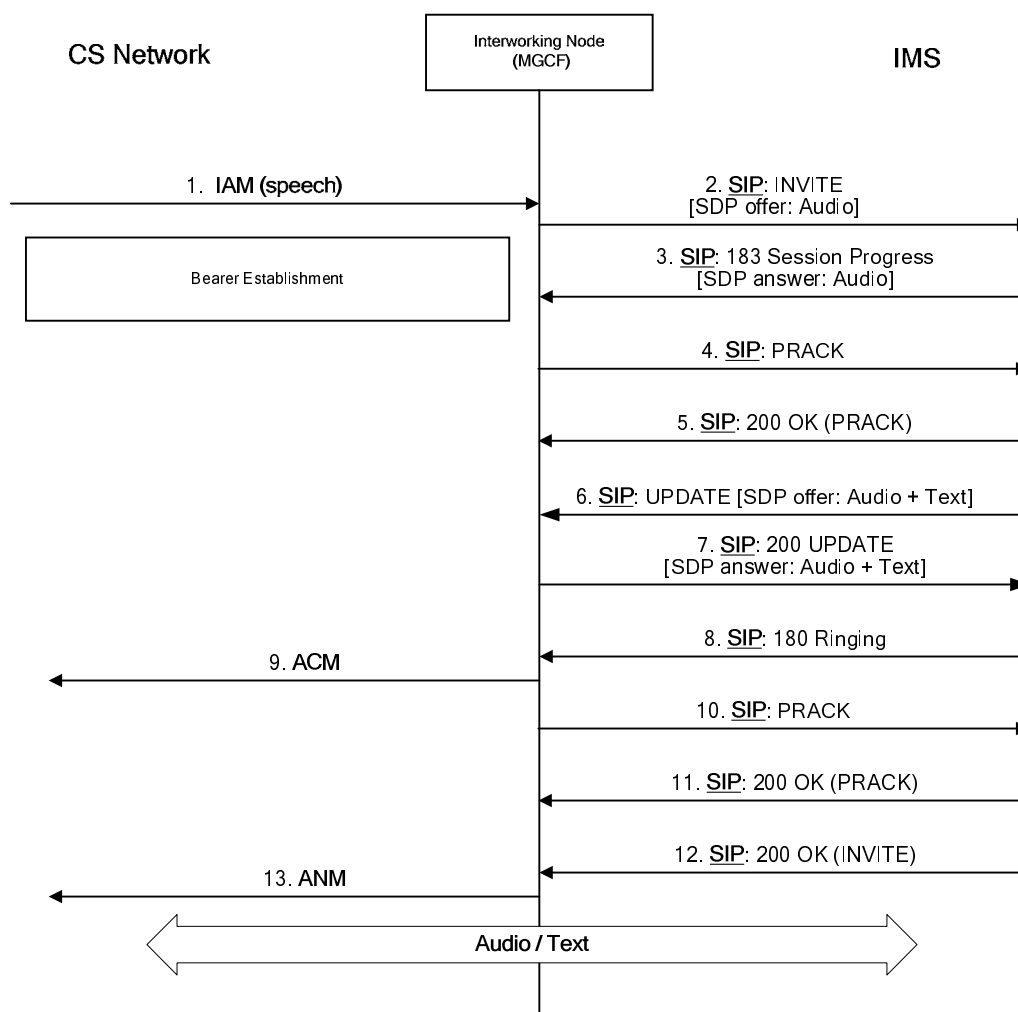 CS Network
Interworking Node
(MGCF)
IMS
1. IAM (speech)
2. SIP: INVITE
[SDP offer: Audio]
Bearer Establishment
3. SIP: 183 Session Progress
[SDP answer: Audio]
4. SIP: PRACK
5. SIP: 200 OK (PRACK)
6. SIP: UPDATE [SDP offer: Audio + Text]
7. SIP: 200 UPDATE
[SDP answer: Audio + Text]
8. SIP: 180 Ringing
9. ACM
10. SIP: PRACK
11. SIP: 200 OK (PRACK)
12. SIP: 200 OK (INVITE)
13. ANM
Audio / Text